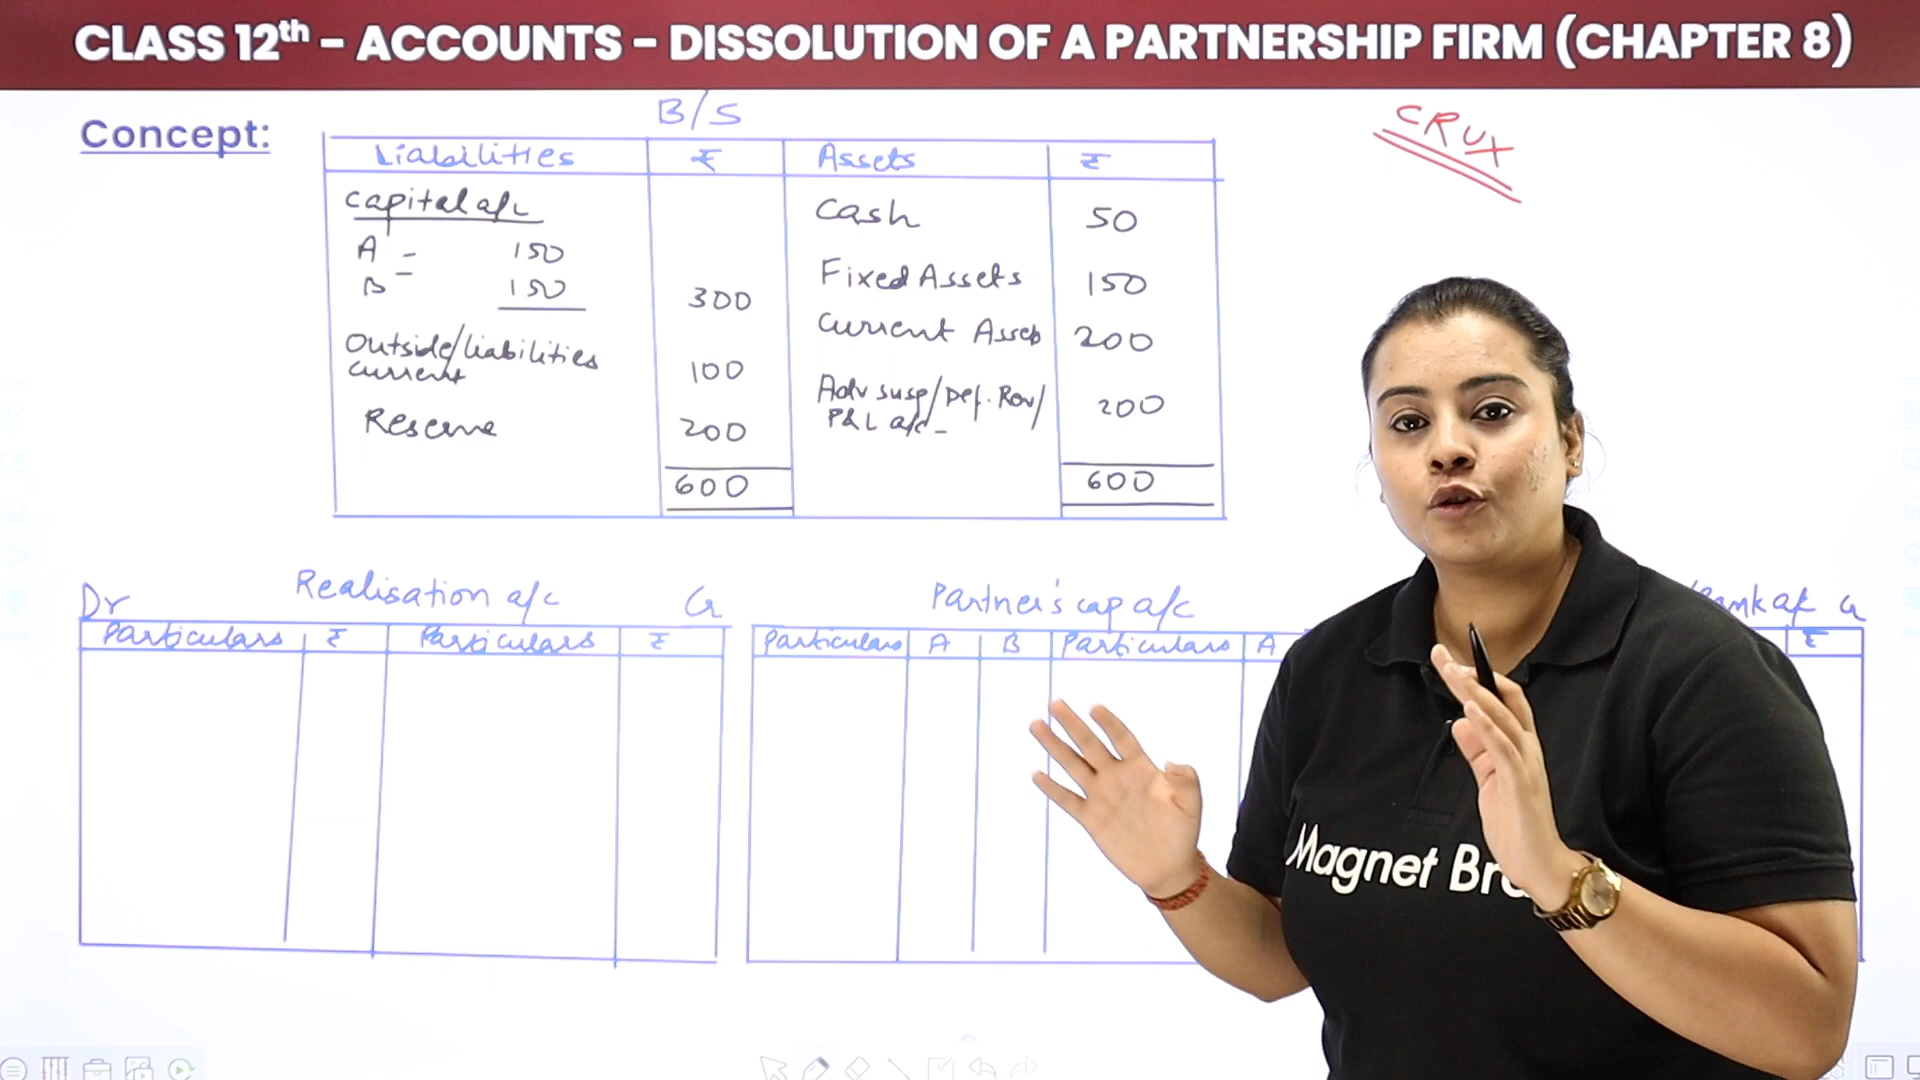 CLASS 12th - ACCOUNTS - DISSOLUTION OF A PARTNERSHIP FIRM (CHAPTER 8)
Concept:
B/S
CRUX
Liabilities ₹ Assets ₹
Capital a/c
A - 150
B 150 300
Outside/liabilities
current 100
Reserve 200
600
Cash 50
Fixed Assets 150
Current Assets 200
Adv susp/Def. Rev/
P&L a/c - 200
600
Dr Realisation a/c Cr
Particulars ₹ Particulars ₹
Partner's cap a/c
Particulars A B Particulars A
a/c Cr
₹
Magnet Br